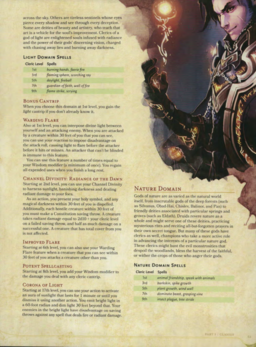 across the sky. Others are tireless sentinels whose eyes
pierce every shadow and see through every deception.
Some are deities of beauty and artistry, who teach that
art is a vehicle for the soul's improvement. Clerics of a
god of light are enlightened souls infused with radiance
and the power of their gods' discerning vision, charged
with chasing away lies and burning away darkness.
LIGHT DOMAIN SPELLS
Cleric Level Spells
1st burning hands, faerie fire
3rd flaming sphere, scorching ray
5th daylight, fireball
7th guardian of faith, wall of fire
9th flame strike, scrying
BONUS CANTRIP
When you choose this domain at 1st level, you gain the
light cantrip if you don't already know it.
WARDING FLARE
Also at 1st level, you can interpose divine light between
yourself and an attacking enemy. When you are attacked
by a creature within 30 feet of you that you can see,
you can use your reaction to impose disadvantage on
the attack roll, causing light to flare before the attacker
before it hits or misses. An attacker that can't be blinded
is immune to this feature.
You can use this feature a number of times equal to
your Wisdom modifier (a minimum of once). You regain
all expended uses when you finish a long rest.
CHANNEL DIVINITY: RADIANCE OF THE DAWN
Starting at 2nd level, you can use your Channel Divinity
to harness sunlight, banishing darkness and dealing
radiant damage to your foes.
As an action, you present your holy symbol, and any
magical darkness within 30 feet of you is dispelled.
Additionally, each hostile creature within 30 feet of
you must make a Constitution saving throw. A creature
takes radiant damage equal to 2d10 + your cleric level
on a failed saving throw, and half as much damage on a
successful one. A creature that has total cover from you
is not affected.
IMPROVED FLARE
Starting at 6th level, you can also use your Warding
Flare feature when a creature that you can see within
30 feet of you attacks a creature other than you.
POTENT SPELLCASTING
Starting at 8th level, you add your Wisdom modifier to
the damage you deal with any cleric cantrip.
CORONA OF LIGHT
Starting at 17th level, you can use your action to activate
an aura of sunlight that lasts for 1 minute or until you
dismiss it using another action. You emit bright light in
a 60-foot radius and dim light 30 feet beyond that. Your
enemies in the bright light have disadvantage on saving
throws against any spell that deals fire or radiant damage.
NATURE DOMAIN
Gods of nature are as varied as the natural world
itself, from inscrutable gods of the deep forests (such
as Silvanus, Obad-Hai, Chislev, Balinor, and Pan) to
friendly deities associated with particular springs and
groves (such as Eldath). Druids revere nature as a
whole and might serve one of these deities, practicing
mysterious rites and reciting all-but-forgotten prayers in
their own secret tongue. But many of these gods have
clerics as well, champions who take a more active role
in advancing the interests of a particular nature god.
These clerics might hunt the evil monstrosities that
despoil the woodlands, bless the harvest of the faithful,
or wither the crops of those who anger their gods.
NATURE DOMAIN SPELLS
Cleric Level Spells
1st animal friendship, speak with animals
3rd barkskin, spike growth
5th plant growth, wind wall
7th dominate beast, grasping vine
9th insect plague, tree stride